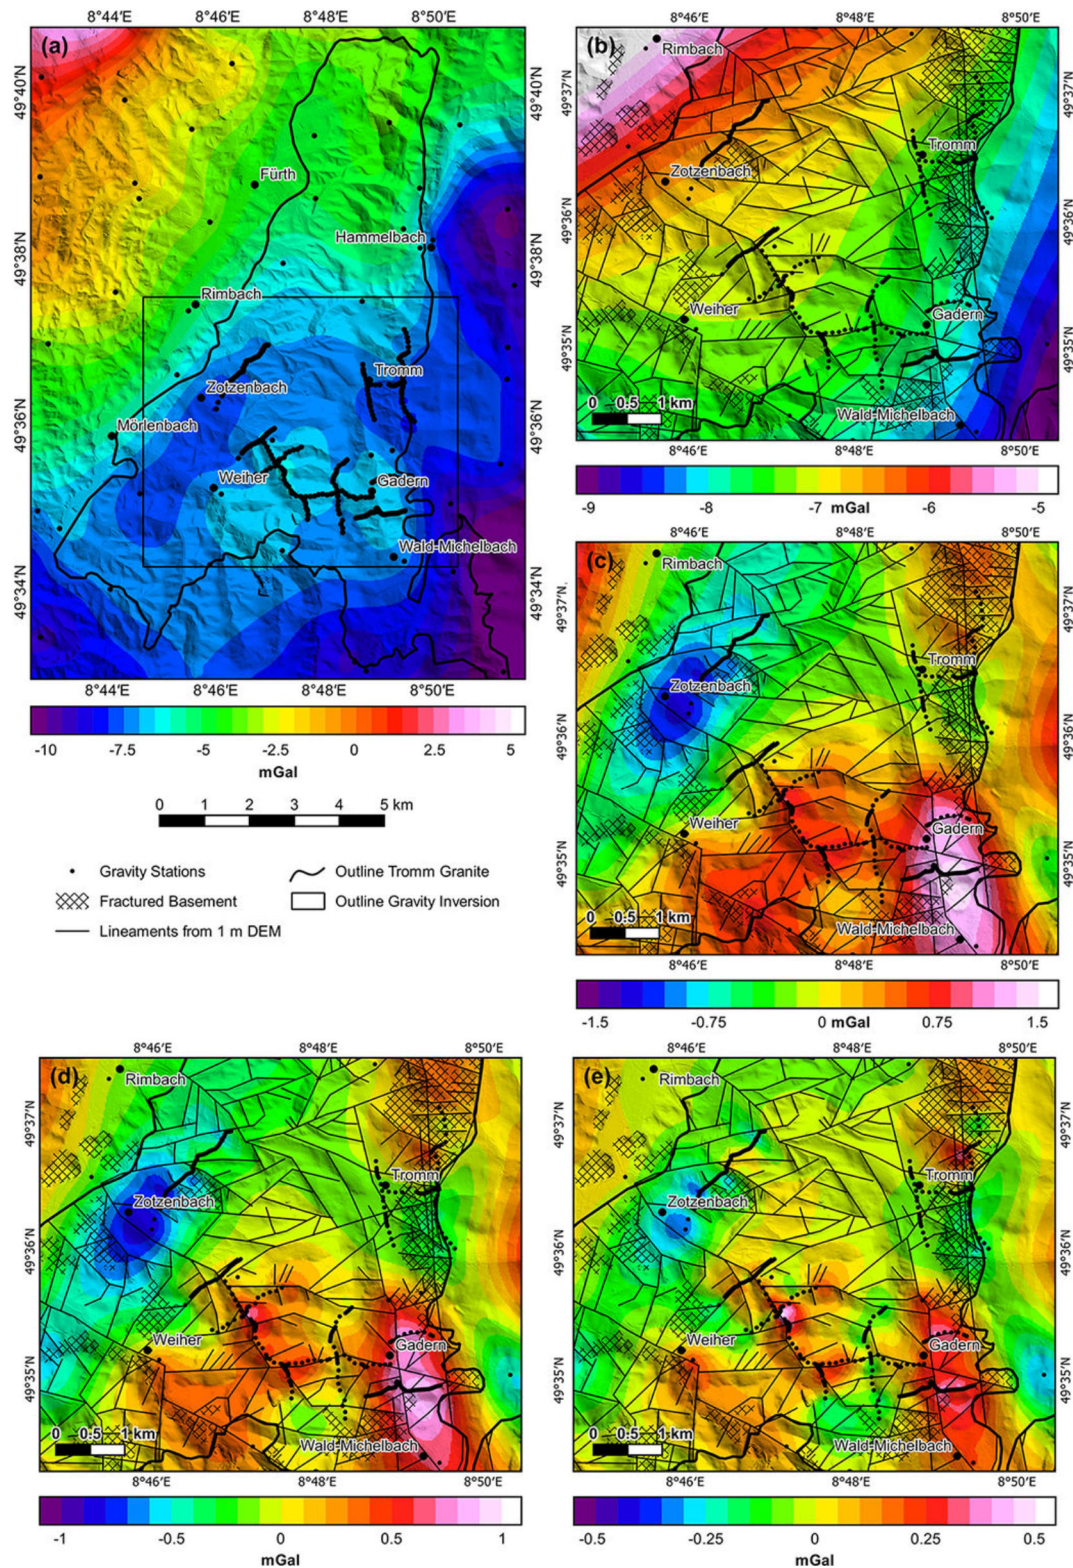 8°44'E 8°46'E 8°48'E 8°50'E
(a)
49°40'N
49°38'N
49°36'N
49°34'N
Fürth
Hammelbach
Rimbach
Tromm
Zotzenbach
Mörlenbach
Weiher
Gadern
Wald-Michelbach
49°40'N
49°38'N
49°36'N
49°34'N
8°44'E 8°46'E 8°48'E 8°50'E
-10 -7.5 -5 -2.5 0 2.5 5
mGal
0 1 2 3 4 5 km
Gravity Stations
Outline Tromm Granite
Fractured Basement
Outline Gravity Inversion
Lineaments from 1 m DEM
8°46'E 8°48'E 8°50'E
(b)
Rimbach
Tromm
Zotzenbach
Weiher
Gadern
Wald-Michelbach
49°37'N
49°36'N
49°35'N
49°37'N
49°36'N
49°35'N
0 0.5 1 km
8°46'E 8°48'E 8°50'E
-9 -8 -7 mGal -6 -5
8°46'E 8°48'E 8°50'E
(c)
Rimbach
Tromm
Zotzenbach
Weiher
Gadern
Wald-Michelbach
49°37'N.
49°36'N
49°35'N
49°37'N
49°36'N
49°35'N
0 0.5 1 km
8°46'E 8°48'E 8°50'E
-1.5 -0.75 0 mGal 0.75 1.5
8°46'E 8°48'E 8°50'E
(d)
Rimbach
Tromm
Zotzenbach
Weiher
Gadern
Wald-Michelbach
49°37'N
49°36'N
49°35'N
49°37'N
49°36'N
49°35'N
0 0.5 1 km
8°46'E 8°48'E 8°50'E
-1 -0.5 0 0.5 1
mGal
8°46'E 8°48'E 8°50'E
(e)
Rimbach
Tromm
Zotzenbach
Weiher
Gadern
Wald-Michelbach
49°37'N
49°36'N
49°35'N
49°37'N
49°36'N
49°35'N
0 0.5 1 km
8°46'E 8°48'E 8°50'E
-0.5 -0.25 0 0.25 0.5
mGal